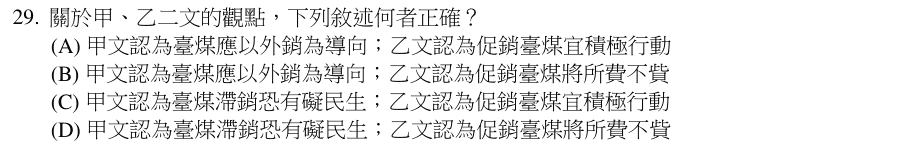 29. 關於甲、乙二文的觀點，下列敘述何者正確？
(A) 甲文認為臺煤應以外銷為導向；乙文認為促銷臺煤宜積極行動
(B) 甲文認為臺煤應以外銷為導向；乙文認為促銷臺煤將所費不貲
(C) 甲文認為臺煤滯銷恐有礙民生；乙文認為促銷臺煤宜積極行動
(D) 甲文認為臺煤滯銷恐有礙民生；乙文認為促銷臺煤將所費不貲